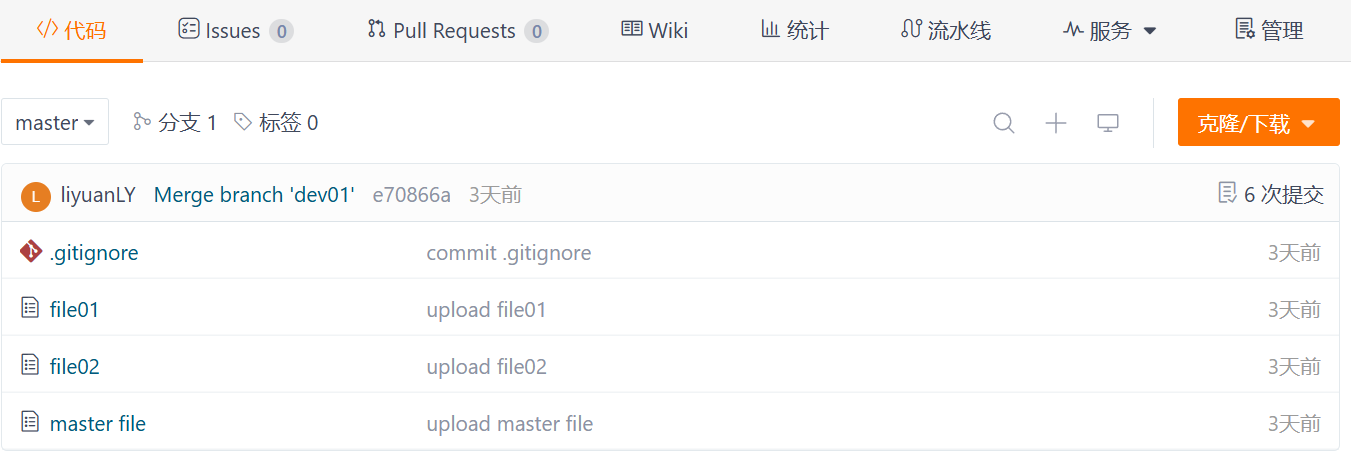 代码 Issues 0 Pull Requests 0 Wiki 统计 流水线 服务 管理
master 分支 1 标签 0 克隆/下载
L liyuanLY Merge branch 'dev01' e70866a 3天前 6 次提交
.gitignore commit .gitignore 3天前
file01 upload file01 3天前
file02 upload file02 3天前
master file upload master file 3天前